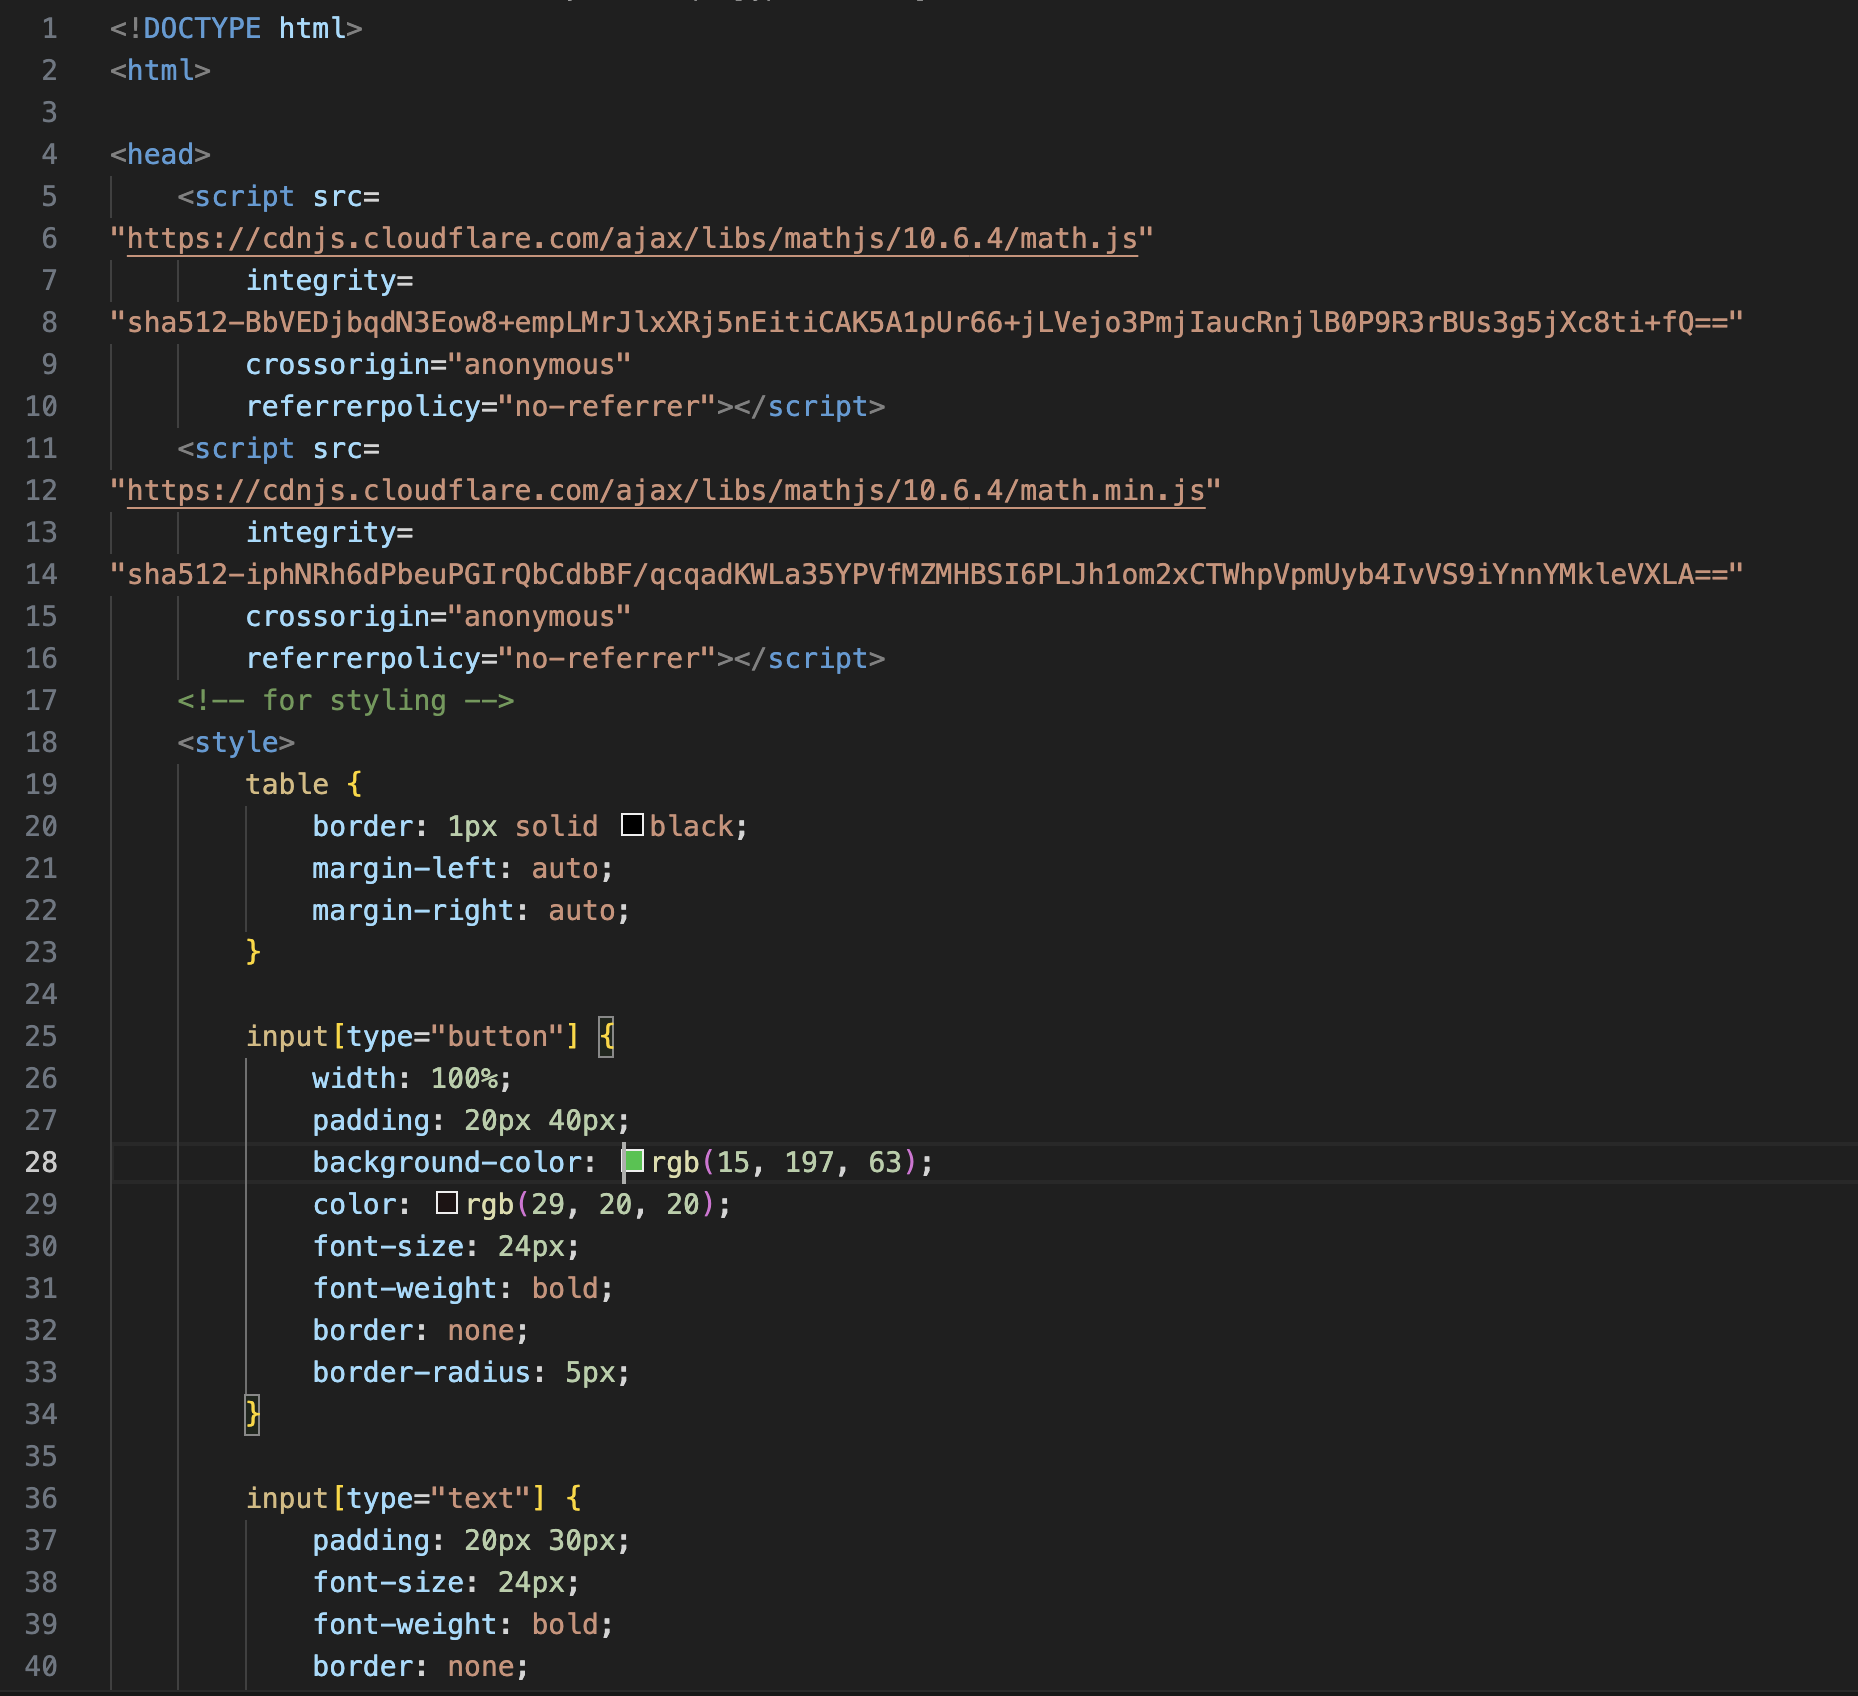 1 <!DOCTYPE html>
2 <html>
3
4 <head>
5 <script src=
6 "https://cdnjs.cloudflare.com/ajax/libs/mathjs/10.6.4/math.js"
7 integrity=
8 "sha512-BbVEDjbqdN3Eow8+empLMrJlxXRj5nEitiCAK5A1pUr66+jLVejo3PmjIaucRnjlB0P9R3rBUs3g5jXc8ti+fQ=="
9 crossorigin="anonymous"
10 referrerpolicy="no-referrer"></script>
11 <script src=
12 "https://cdnjs.cloudflare.com/ajax/libs/mathjs/10.6.4/math.min.js"
13 integrity=
14 "sha512-iphNRh6dPbeuPGIrQbCdbBF/qcqadKWLa35YPVfMZMHBSI6PLJh1om2xCTWhpVpmUyb4IvVS9iYnnYMkleVXLA=="
15 crossorigin="anonymous"
16 referrerpolicy="no-referrer"></script>
17 <!-- for styling -->
18 <style>
19 table {
20 border: 1px solid black;
21 margin-left: auto;
22 margin-right: auto;
23 }
24
25 input[type="button"] {
26 width: 100%;
27 padding: 20px 40px;
28 background-color: rgb(15, 197, 63);
29 color: rgb(29, 20, 20);
30 font-size: 24px;
31 font-weight: bold;
32 border: none;
33 border-radius: 5px;
34 }
35
36 input[type="text"] {
37 padding: 20px 30px;
38 font-size: 24px;
39 font-weight: bold;
40 border: none;